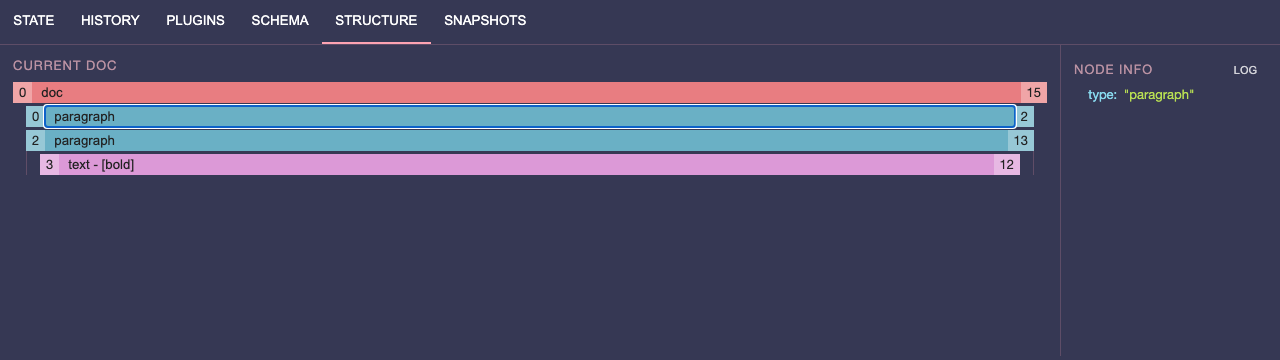 STATE HISTORY PLUGINS SCHEMA STRUCTURE SNAPSHOTS
CURRENT DOC
0 doc 15
0 paragraph 2
2 paragraph 13
3 text - [bold] 12
NODE INFO LOG
type: "paragraph"